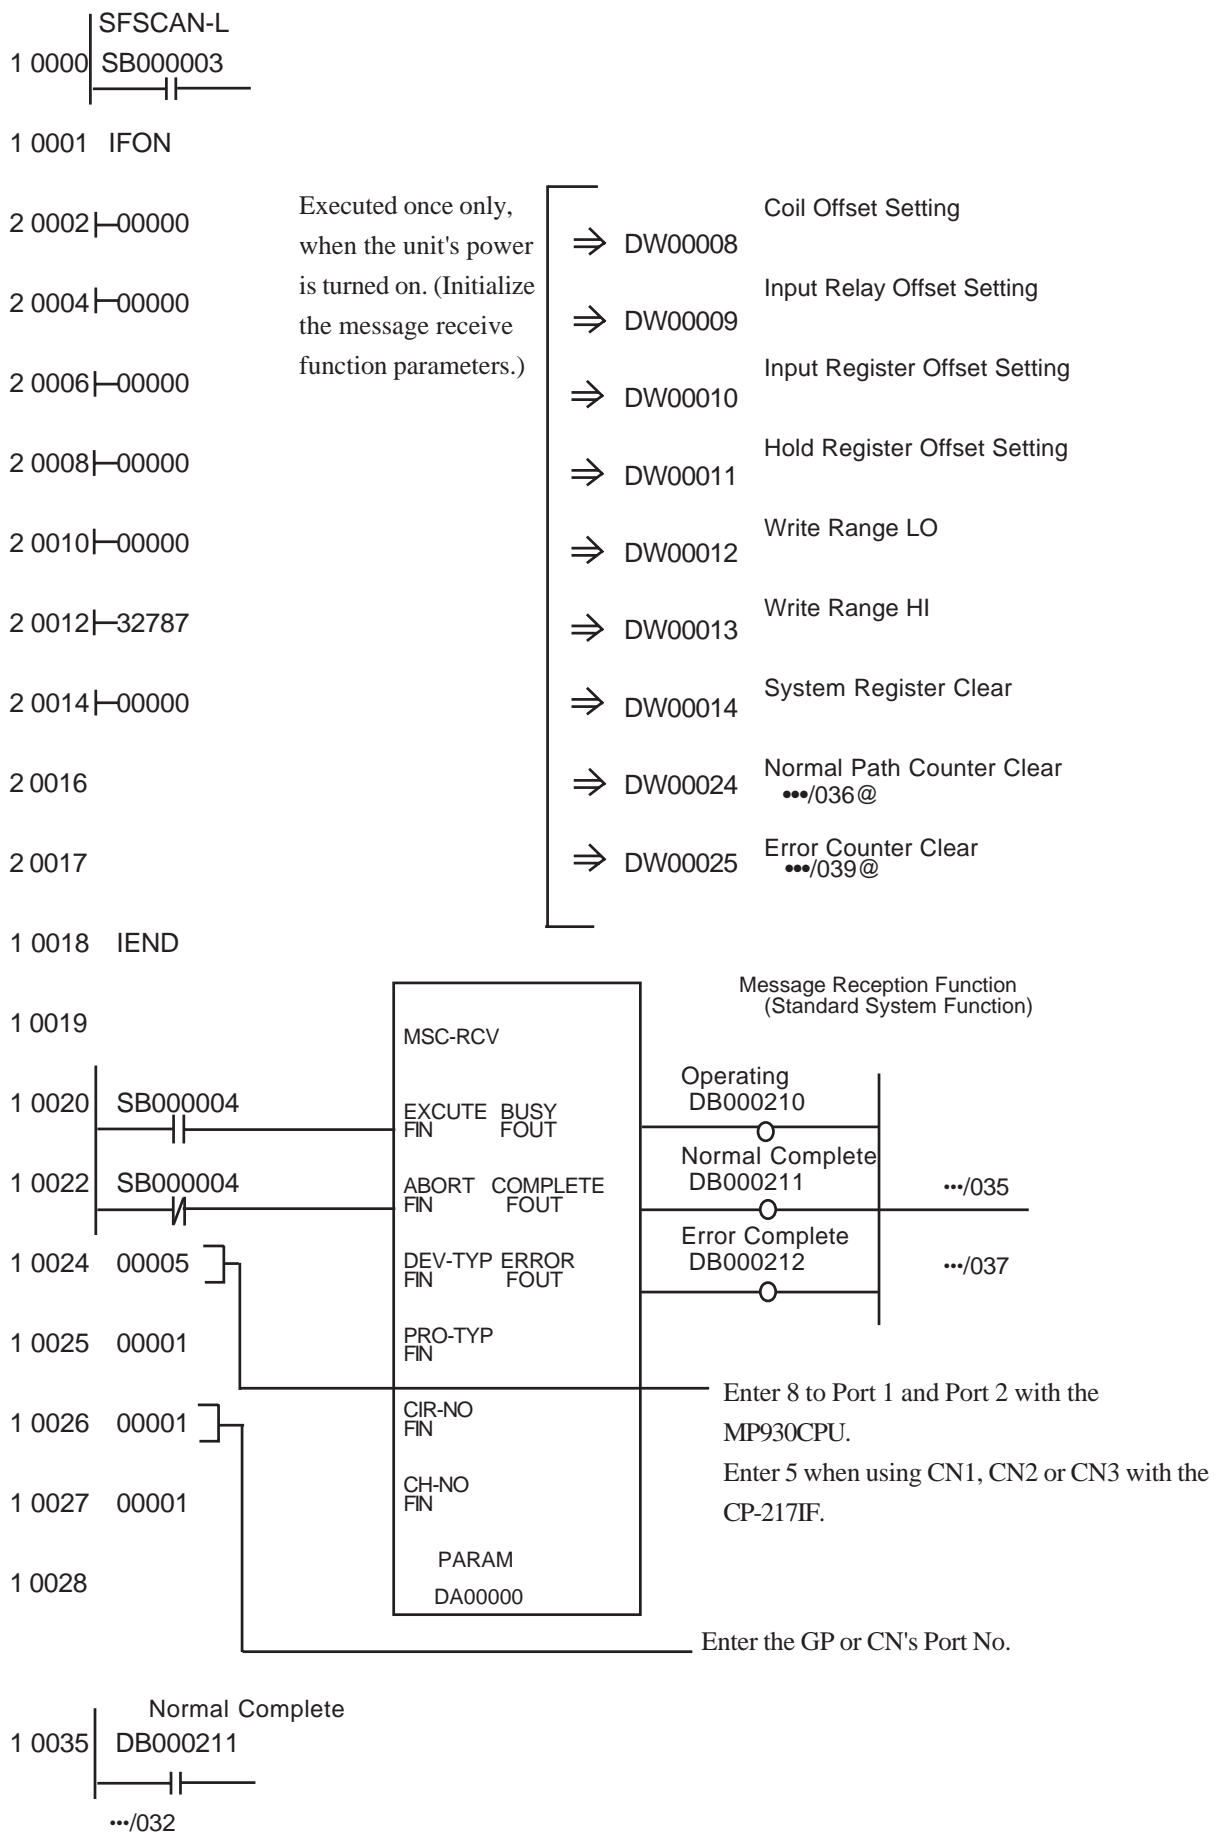 SFSCAN-L
1 0000 SB000003
1 0001 IFON
2 0002 00000
Executed once only,
when the unit's power
is turned on. (Initialize
the message receive
function parameters.)
Coil Offset Setting
⇒ DW00008
2 0004 00000
Input Relay Offset Setting
⇒ DW00009
2 0006 00000
Input Register Offset Setting
⇒ DW00010
2 0008 00000
Hold Register Offset Setting
⇒ DW00011
2 0010 00000
Write Range LO
⇒ DW00012
2 0012 32787
Write Range HI
⇒ DW00013
2 0014 00000
System Register Clear
⇒ DW00014
2 0016
Normal Path Counter Clear
⇒ DW00024
•••/036@
2 0017
Error Counter Clear
⇒ DW00025
•••/039@
1 0018 IEND
Message Reception Function
(Standard System Function)
1 0019
MSC-RCV
Operating
1 0020 SB000004
EXCUTE BUSY
FIN FOUT
DB000210
Normal Complete
1 0022 SB000004
ABORT COMPLETE
FIN FOUT
DB000211
•••/035
Error Complete
1 0024 00005
DEV-TYP ERROR
FIN FOUT
DB000212
•••/037
1 0025 00001
PRO-TYP
FIN
Enter 8 to Port 1 and Port 2 with the
MP930CPU.
Enter 5 when using CN1, CN2 or CN3 with the
CP-217IF.
1 0026 00001
CIR-NO
FIN
1 0027 00001
CH-NO
FIN
1 0028
PARAM
DA00000
Enter the GP or CN's Port No.
Normal Complete
1 0035 DB000211
•••/032